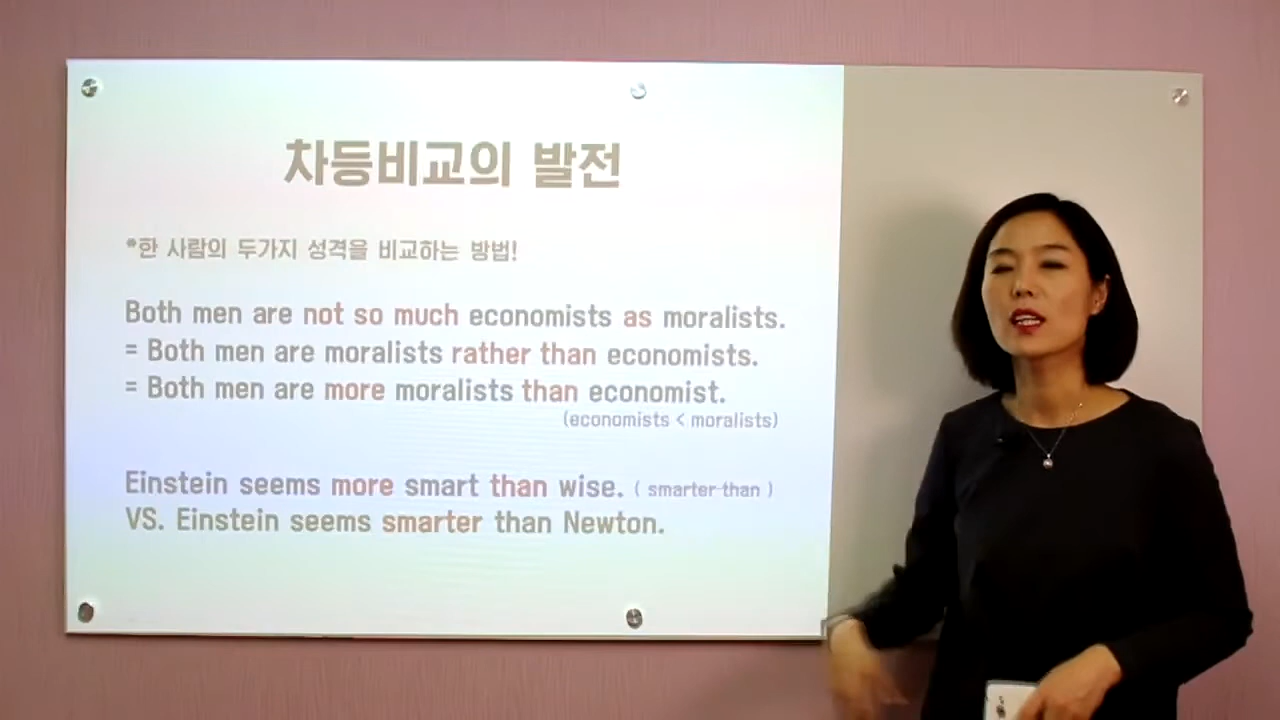 차등비교의 발전
*한 사람의 두가지 성격을 비교하는 방법!
Both men are not so much economists as moralists.
= Both men are moralists rather than economists.
= Both men are more moralists than economist.
(economists < moralists)
Einstein seems more smart than wise. ( smarter than )
VS. Einstein seems smarter than Newton.